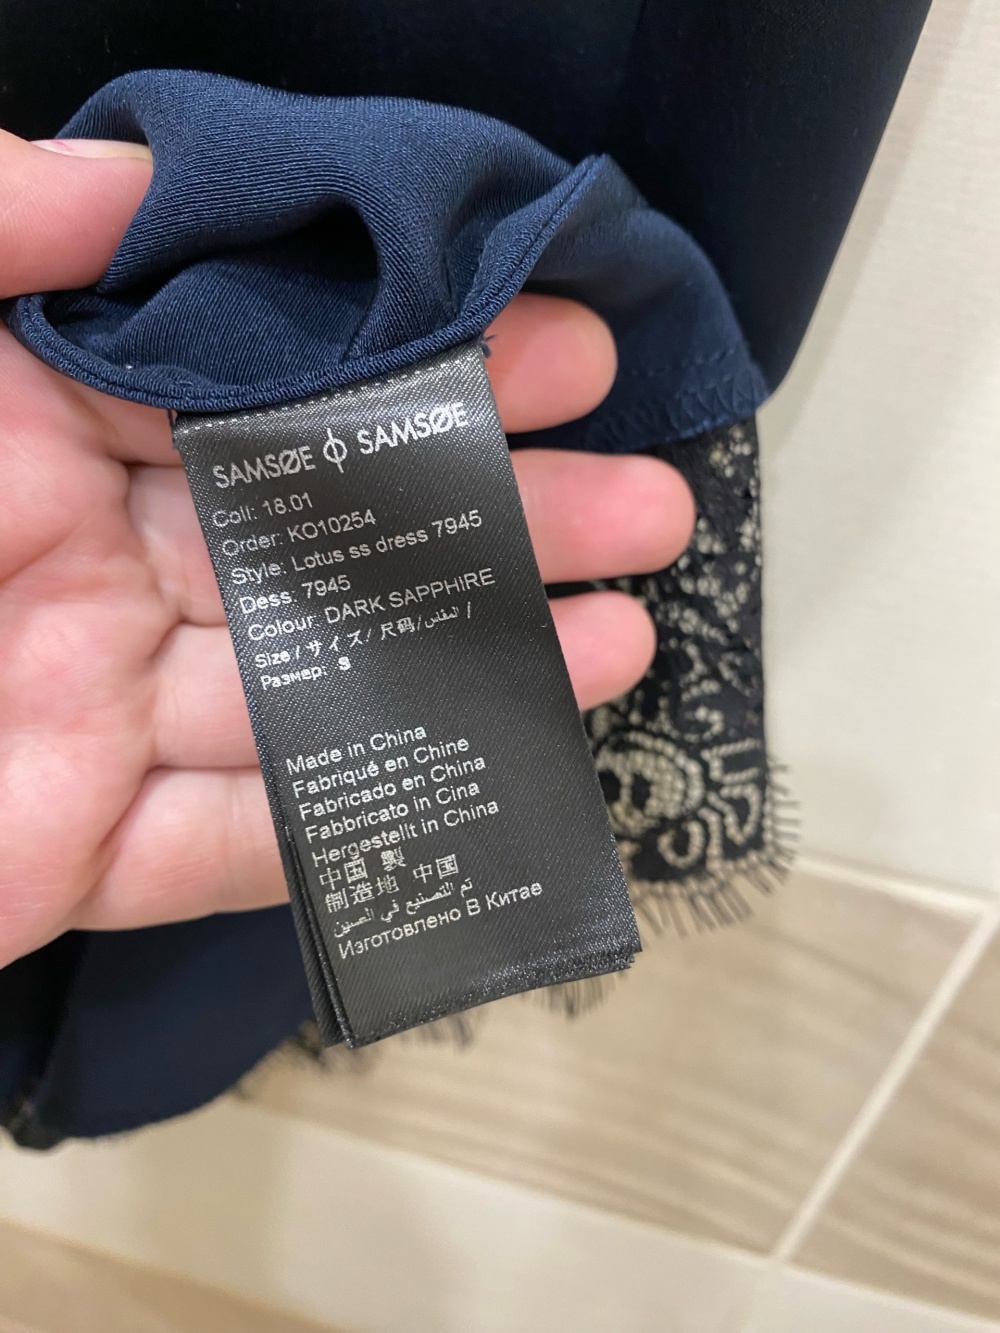 SAMSØE ϕ SAMSØE
Coll: 18.01
Order: KO10254
Style: Lotus ss dress 7945
Dess: 7945
Colour DARK SAPPHIRE
Size / サイズ / 尺码 / المقاس /
Размер: S
Made in China
Fabriqué en Chine
Fabricado en China
Fabbricato in Cina
Hergestellt in China
中国 製
制造地 中国
تم التصنيع في الصين
Изготовлено В Китае